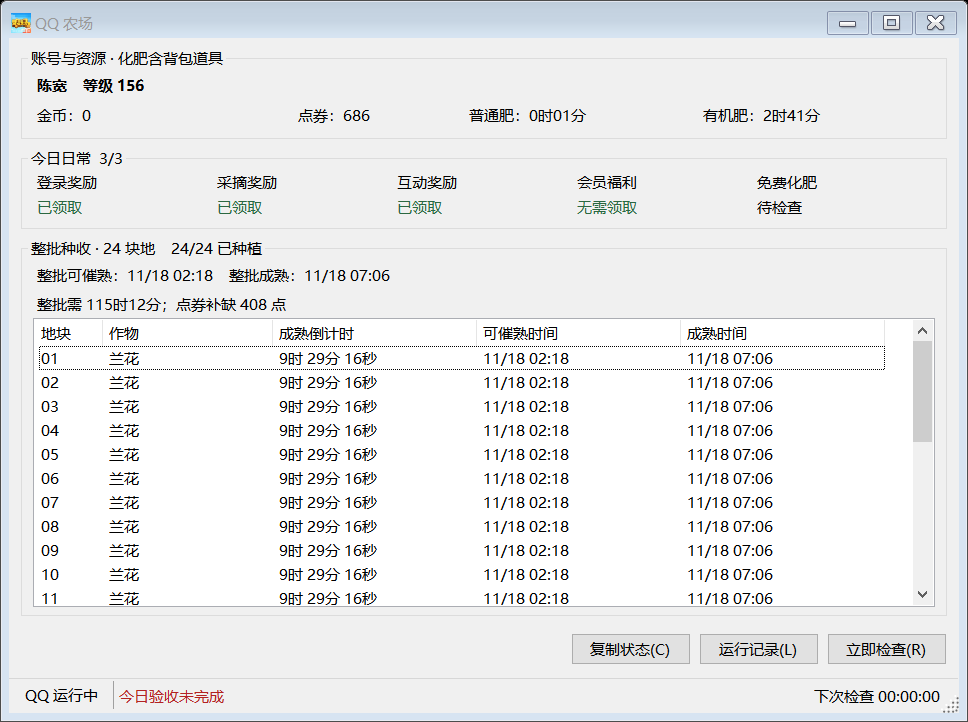 QQ 农场
账号与资源 · 化肥含背包道具
陈宽 等级 156
金币：0 点券：686 普通肥：0时01分 有机肥：2时41分
今日日常 3/3
登录奖励 采摘奖励 互动奖励 会员福利 免费化肥
已领取 已领取 已领取 无需领取 待检查
整批种收 · 24 块地 24/24 已种植
整批可催熟：11/18 02:18 整批成熟：11/18 07:06
整批需 115时12分；点券补缺 408 点
地块 作物 成熟倒计时 可催熟时间 成熟时间
01 兰花 9时 29分 16秒 11/18 02:18 11/18 07:06
02 兰花 9时 29分 16秒 11/18 02:18 11/18 07:06
03 兰花 9时 29分 16秒 11/18 02:18 11/18 07:06
04 兰花 9时 29分 16秒 11/18 02:18 11/18 07:06
05 兰花 9时 29分 16秒 11/18 02:18 11/18 07:06
06 兰花 9时 29分 16秒 11/18 02:18 11/18 07:06
07 兰花 9时 29分 16秒 11/18 02:18 11/18 07:06
08 兰花 9时 29分 16秒 11/18 02:18 11/18 07:06
09 兰花 9时 29分 16秒 11/18 02:18 11/18 07:06
10 兰花 9时 29分 16秒 11/18 02:18 11/18 07:06
11 兰花 9时 29分 16秒 11/18 02:18 11/18 07:06
复制状态(C) 运行记录(L) 立即检查(R)
QQ 运行中 今日验收未完成 下次检查 00:00:00